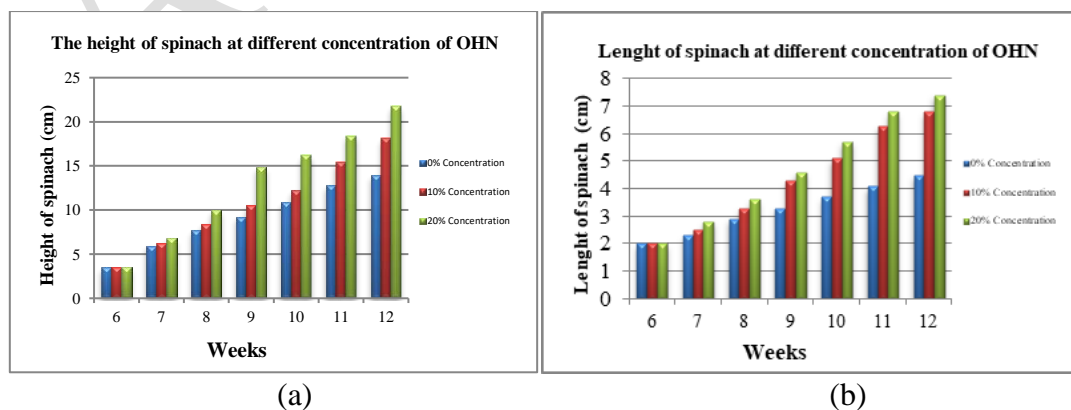 The height of spinach at different concentration of OHN
25
20
15
10
5
0
Height of spinach (cm)
6 7 8 9 10 11 12
Weeks
0% Concentration
10% Concentration
20% Concentration
(a)
Lenght of spinach at different concentration of OHN
8
7
6
5
4
3
2
1
0
Lenght of spinach (cm)
6 7 8 9 10 11 12
Weeks
0% Concentration
10% Concentration
20% Concentration
(b)